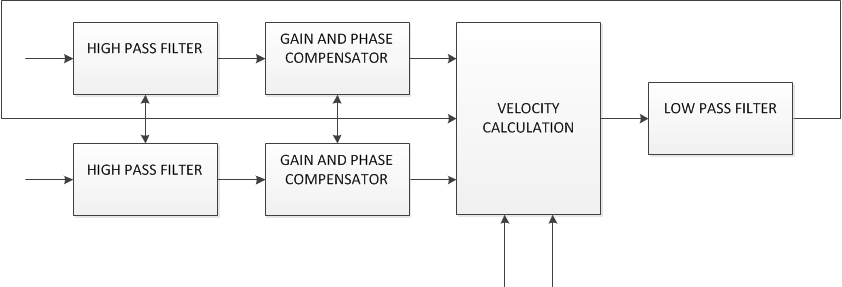 HIGH PASS FILTER
GAIN AND PHASE
COMPENSATOR
VELOCITY
CALCULATION
LOW PASS FILTER
HIGH PASS FILTER
GAIN AND PHASE
COMPENSATOR